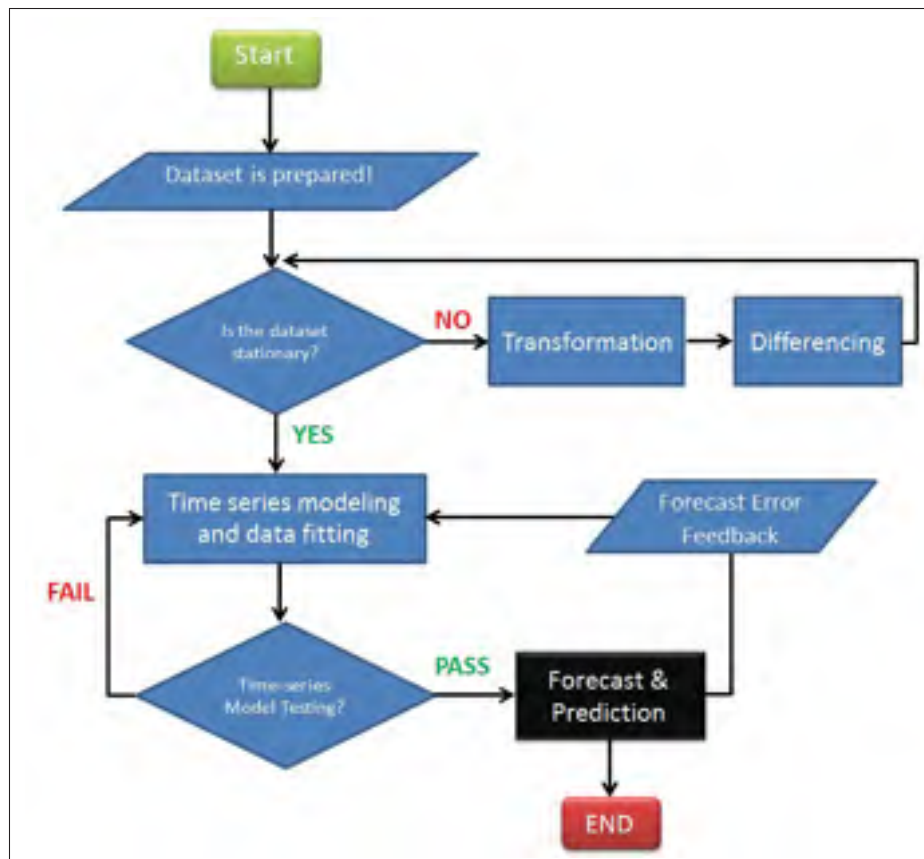 Start
Dataset is prepared!
Is the dataset
stationary?
NO
Transformation
Differencing
YES
Time series modeling
and data fitting
Forecast Error
Feedback
FAIL
Time-series
Model Testing?
PASS
Forecast &
Prediction
END